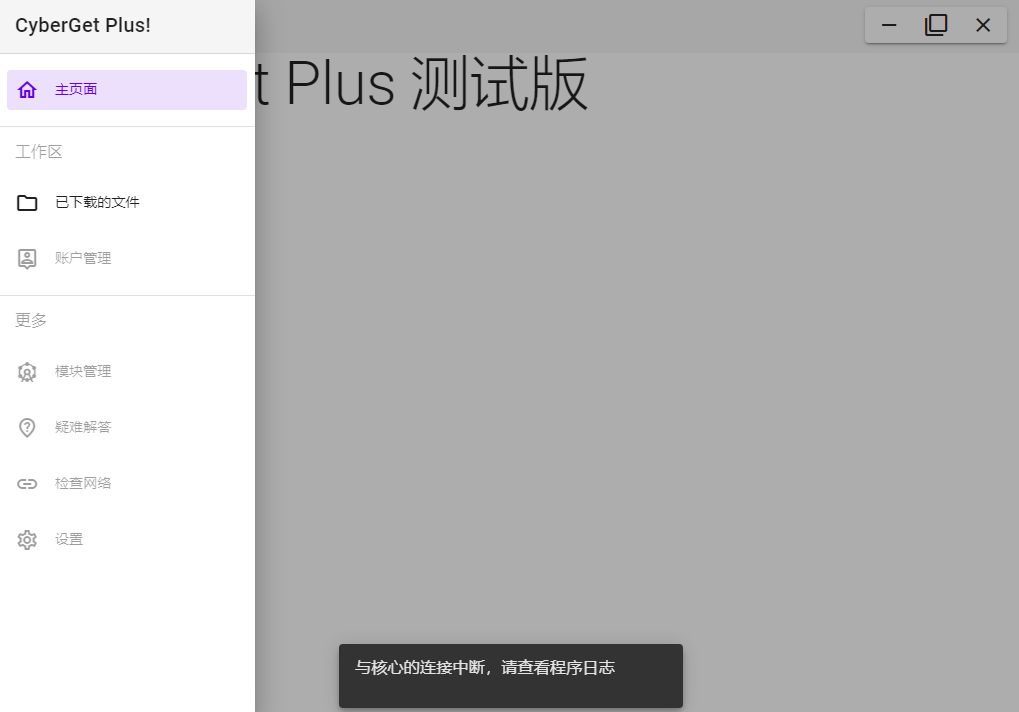 CyberGet Plus!
t Plus 测试版
主页面
工作区
已下载的文件
账户管理
更多
模块管理
疑难解答
检查网络
设置
与核心的连接中断，请查看程序日志